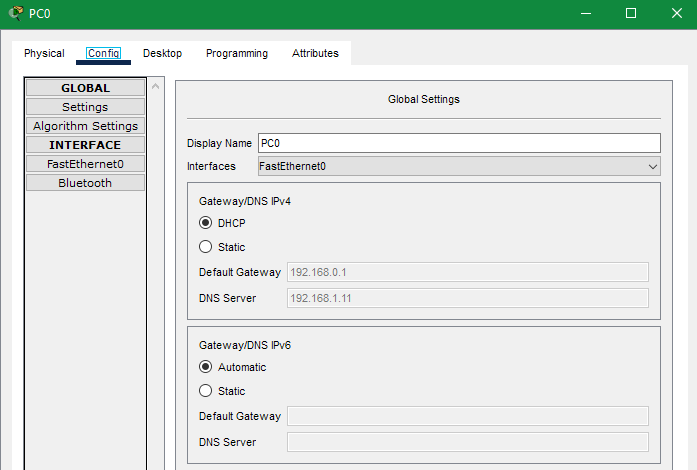 PC0
Physical Config Desktop Programming Attributes
GLOBAL
Settings
Algorithm Settings
INTERFACE
FastEthernet0
Bluetooth
Global Settings
Display Name PC0
Interfaces FastEthernet0
Gateway/DNS IPv4
DHCP
Static
Default Gateway 192.168.0.1
DNS Server 192.168.1.11
Gateway/DNS IPv6
Automatic
Static
Default Gateway
DNS Server